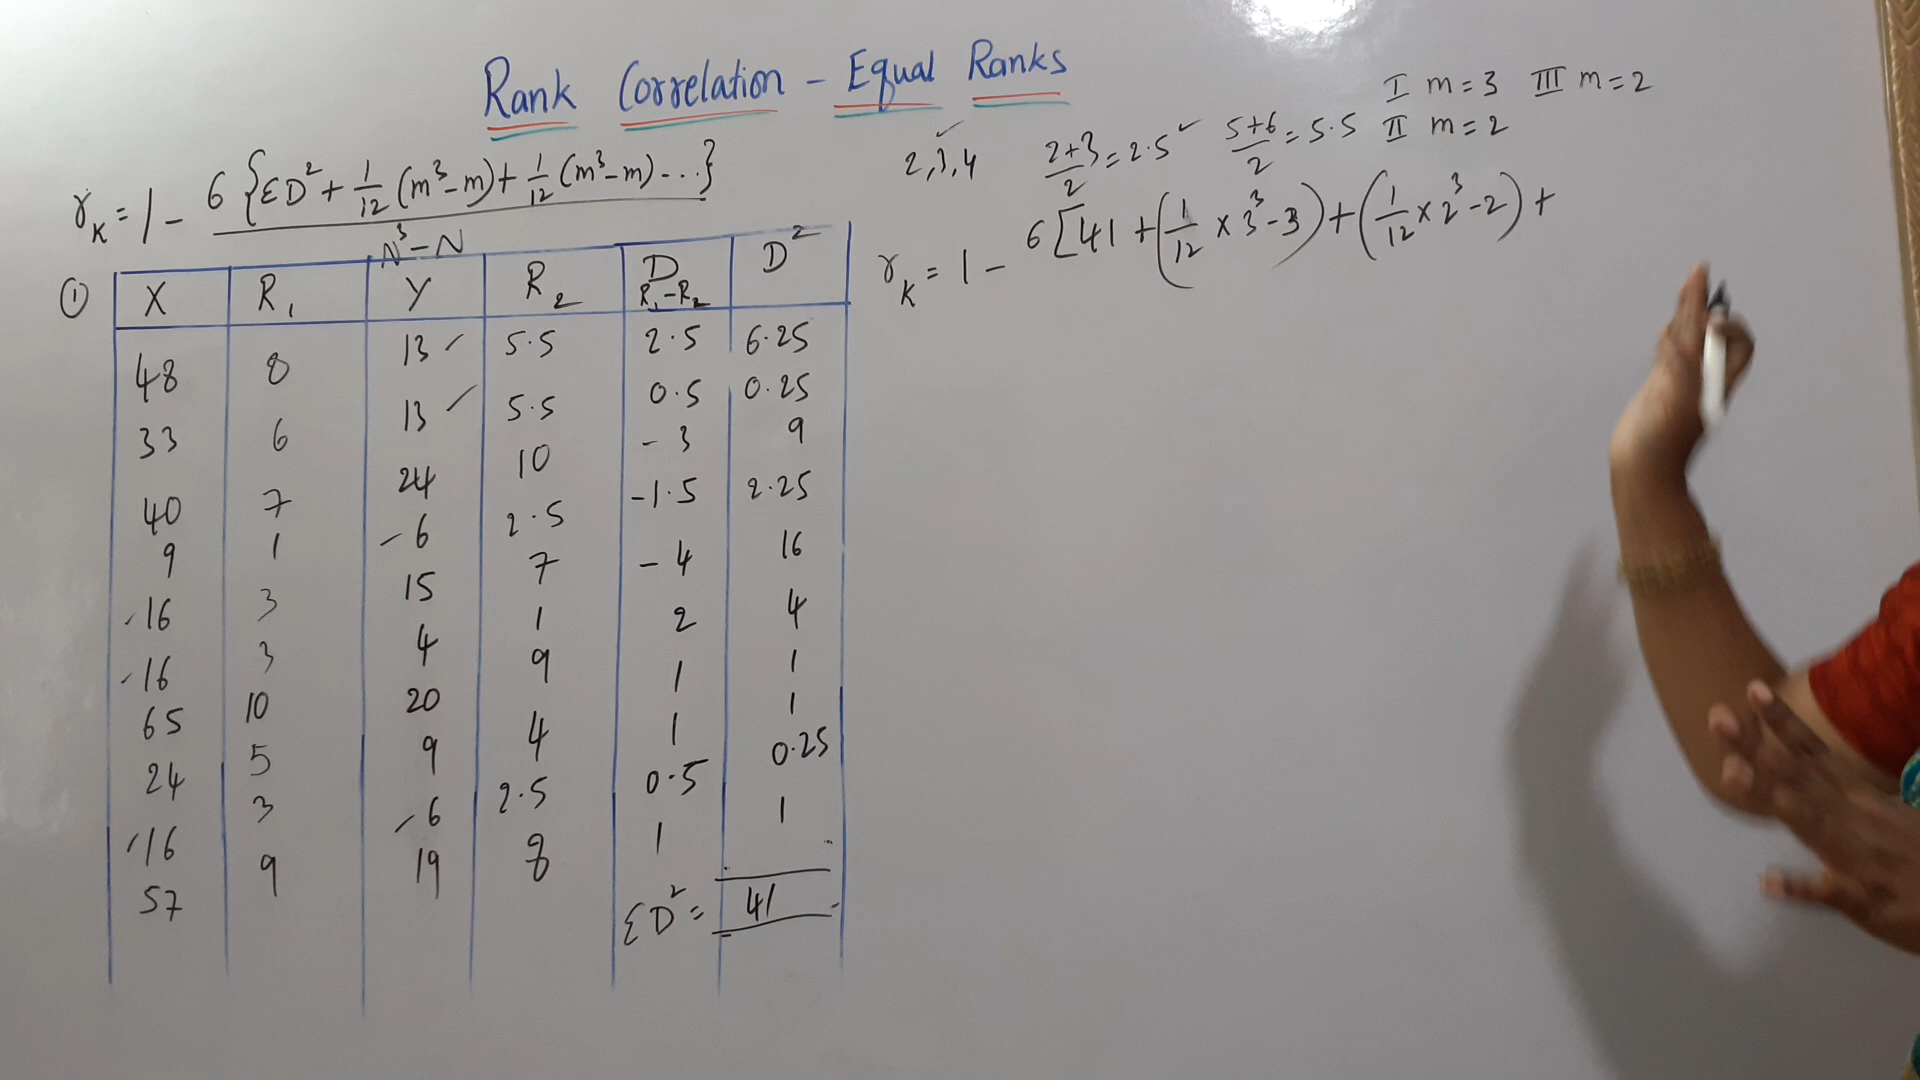 Rank Correlation - Equal Ranks
I m = 3 III m = 2
II m = 2
2,3,4 2+3/2 = 2.5 ✓ 5+6/2 = 5.5
r_K = 1 - 6 {ΣD² + 1/12 (m³-m) + 1/12 (m³-m) ...} / N³-N
r_K = 1 - 6 [41 + (1/12 × 3³-3) + (1/12 × 2³-2) +
① X R₁ Y R₂ D R₁-R₂ D²
48 8 13 ✓ 5.5 2.5 6.25
33 6 13 ✓ 5.5 0.5 0.25
40 7 24 10 -3 9
9 1 -6 2.5 -1.5 2.25
-16 3 15 7 -4 16
-16 3 4 1 2 4
65 10 20 9 1 1
24 5 9 4 1 1
-16 3 -6 2.5 0.5 0.25
57 9 19 8 1 1
ΣD² = 41